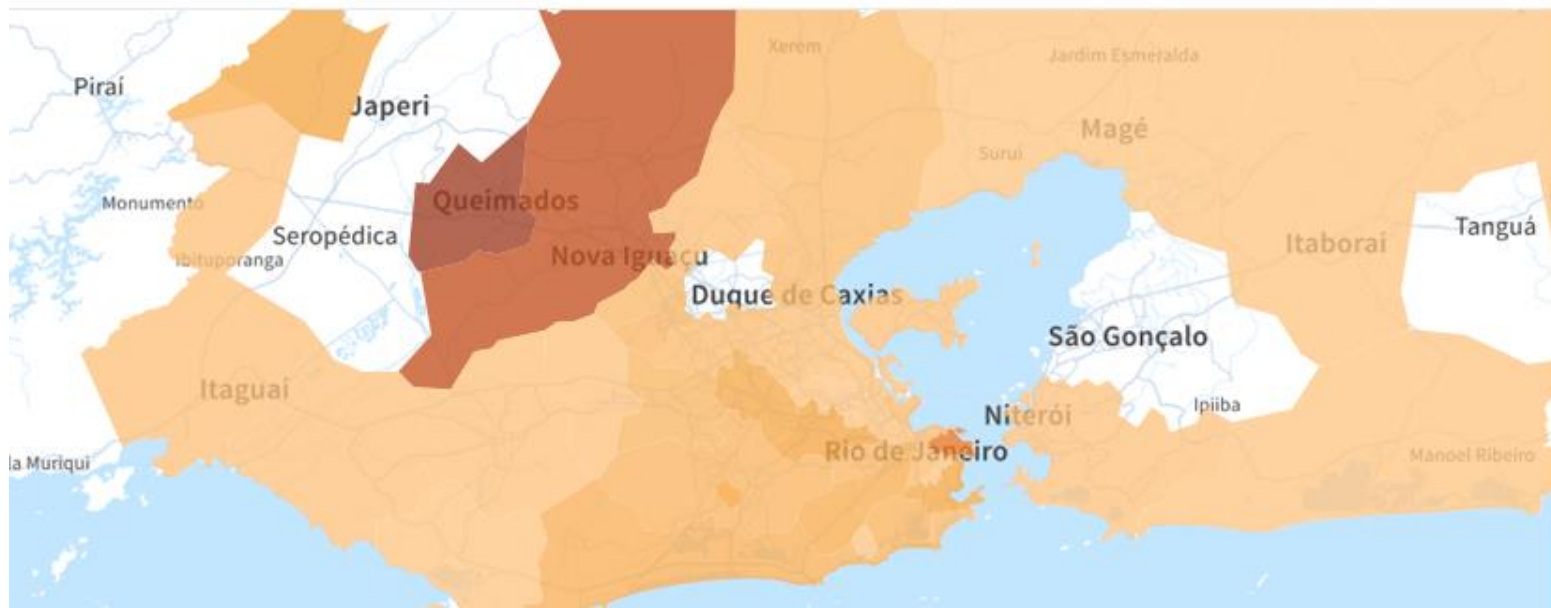 Xerem
Jardim Esmeralda
Piraí
Japeri
Magé
Suruí
Monumento
Queimados
Seropédica
Tanguá
Itaboraí
Ibituporanga
Nova Iguaçu
Duque de Caxias
São Gonçalo
Itaguaí
Niterói
Ipiiba
Rio de Janeiro
la Muriqui
Manoel Ribeiro